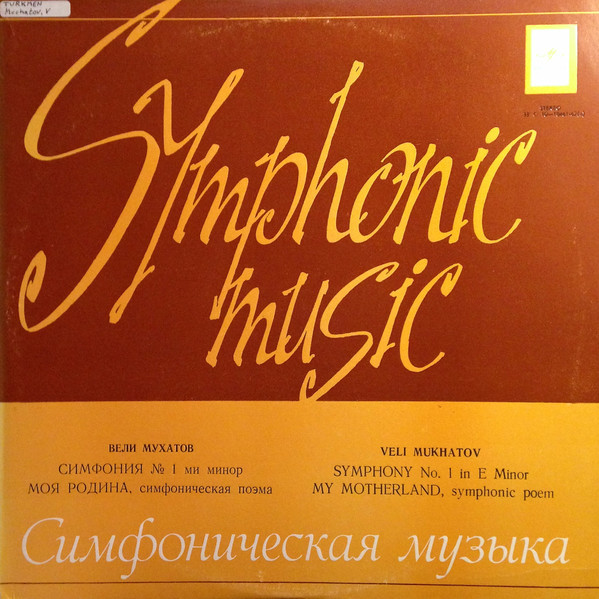 TURKMEN
Muchatov, V
Symphonic
music
СТЕРЕО
ВЕЛИ МУХАТОВ
СИМФОНИЯ № 1 ми минор
МОЯ РОДИНА, симфоническая поэма
VELI MUKHATOV
SYMPHONY No. 1 in E Minor
MY MOTHERLAND, symphonic poem
Симфоническая музыка